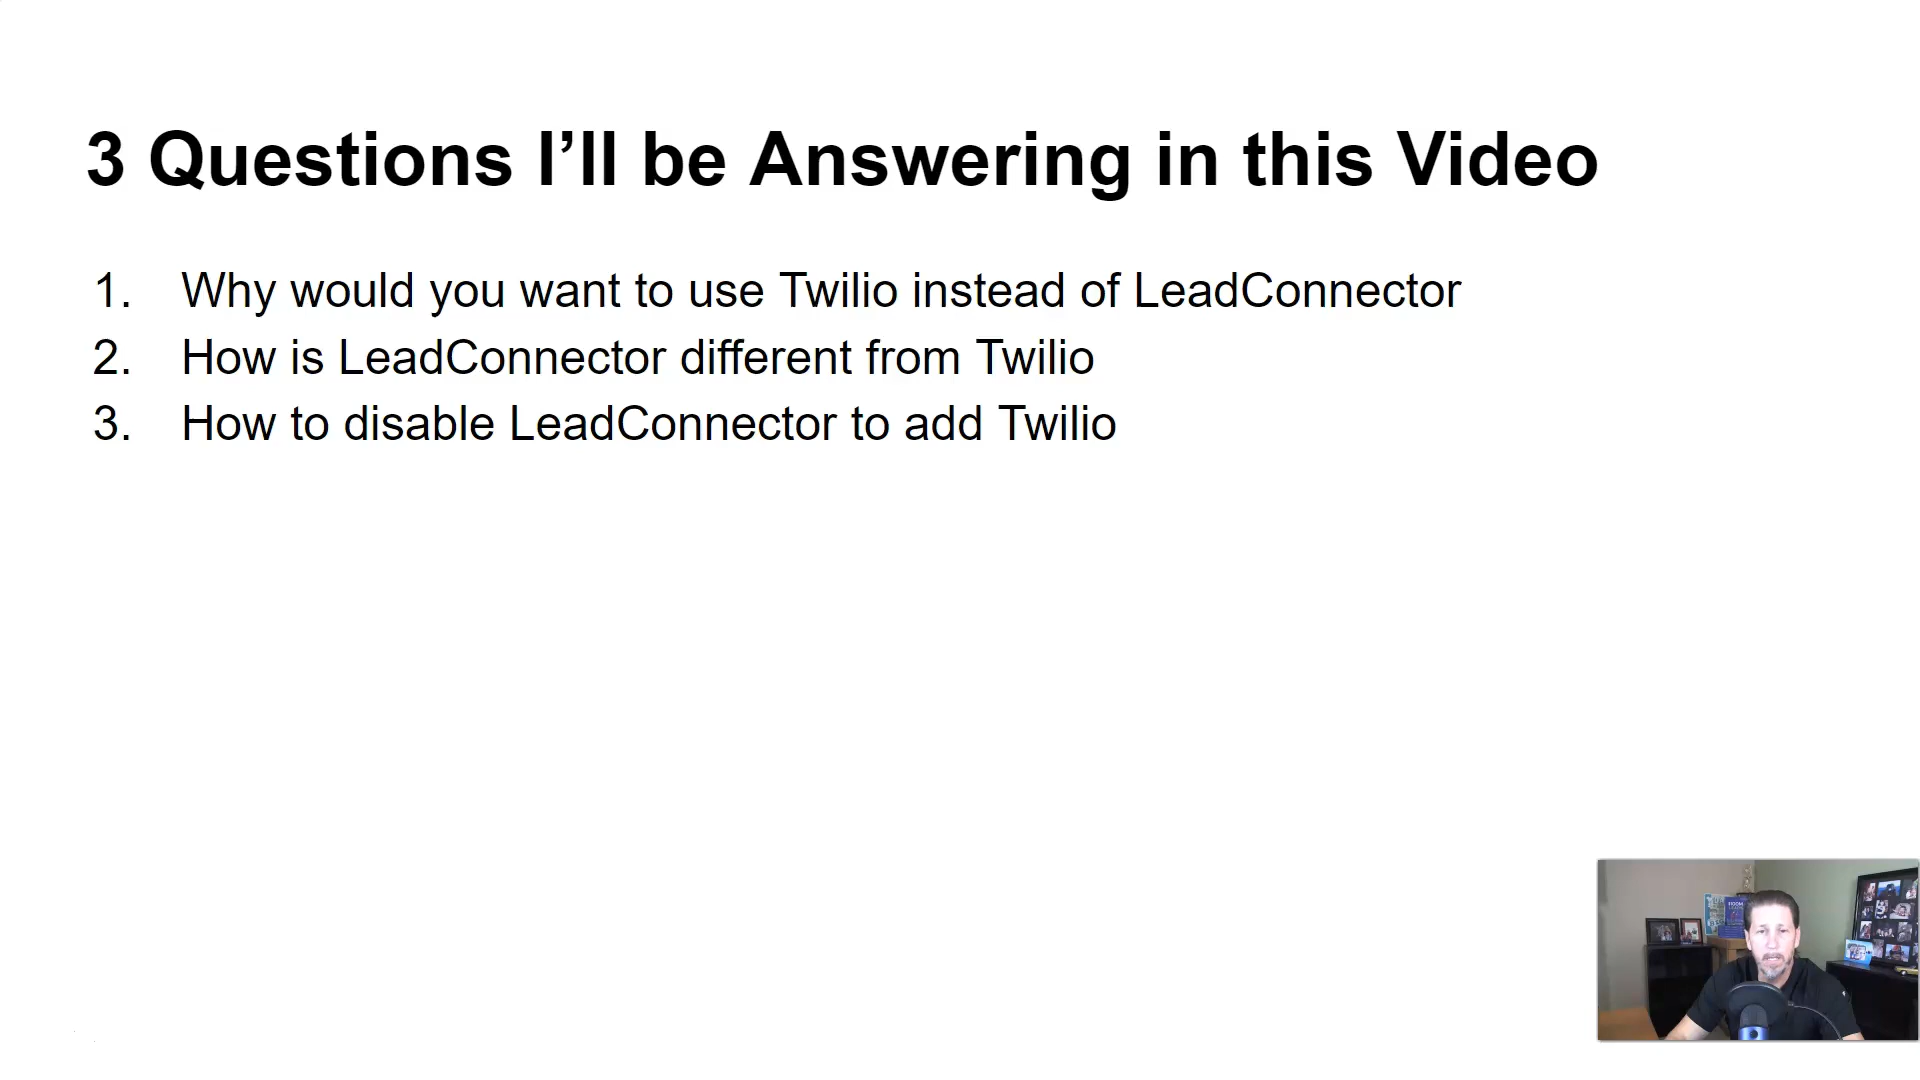 3 Questions I’ll be Answering in this Video
1. Why would you want to use Twilio instead of LeadConnector
2. How is LeadConnector different from Twilio
3. How to disable LeadConnector to add Twilio